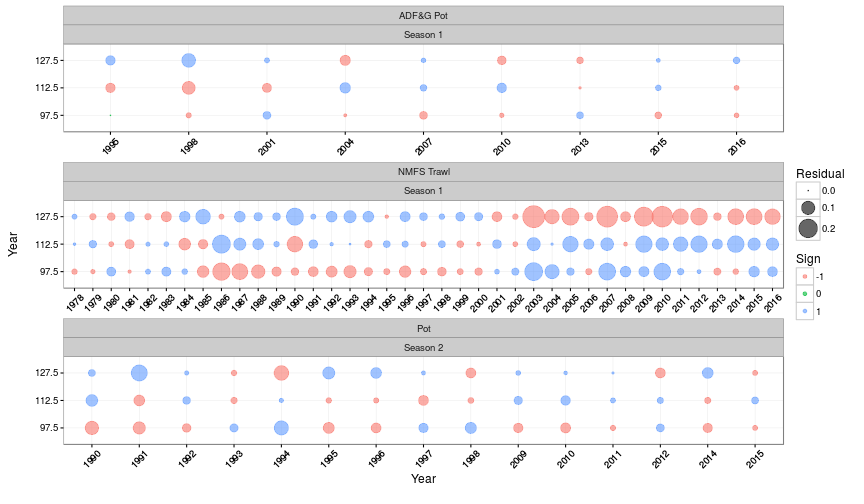 ADF&G Pot
Season 1
127.5
112.5
97.5
1995 1998 2001 2004 2007 2010 2013 2015 2016
NMFS Trawl
Season 1
127.5
112.5
97.5
1978 1979 1980 1981 1982 1983 1984 1985 1986 1987 1988 1989 1990 1991 1992 1993 1994 1995 1996 1997 1998 1999 2000 2001 2002 2003 2004 2005 2006 2007 2008 2009 2010 2011 2012 2013 2014 2015 2016
Pot
Season 2
127.5
112.5
97.5
1990 1991 1992 1993 1994 1995 1996 1997 1998 2009 2010 2011 2012 2014 2015
Year
Year
Residual
0.0
0.1
0.2
Sign
-1
0
1